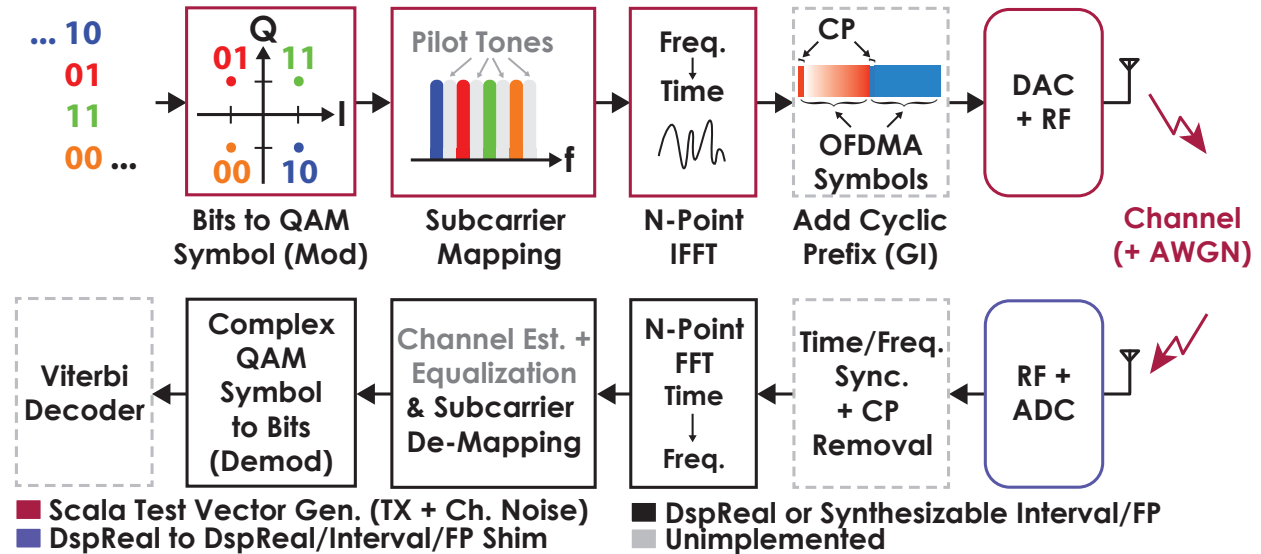 ... 10
01
11
00 ...
Q
01 11
I
00 10
Bits to QAM
Symbol (Mod)
Pilot Tones
f
Subcarrier
Mapping
Freq.
Time
N-Point
IFFT
CP
OFDMA
Symbols
Add Cyclic
Prefix (GI)
DAC
+ RF
Channel
(+ AWGN)
Viterbi
Decoder
Complex
QAM
Symbol
to Bits
(Demod)
Channel Est. +
Equalization
& Subcarrier
De-Mapping
N-Point
FFT
Time
Freq.
Time/Freq.
Sync.
+ CP
Removal
RF +
ADC
Scala Test Vector Gen. (TX + Ch. Noise)
DspReal to DspReal/Interval/FP Shim
DspReal or Synthesizable Interval/FP
Unimplemented